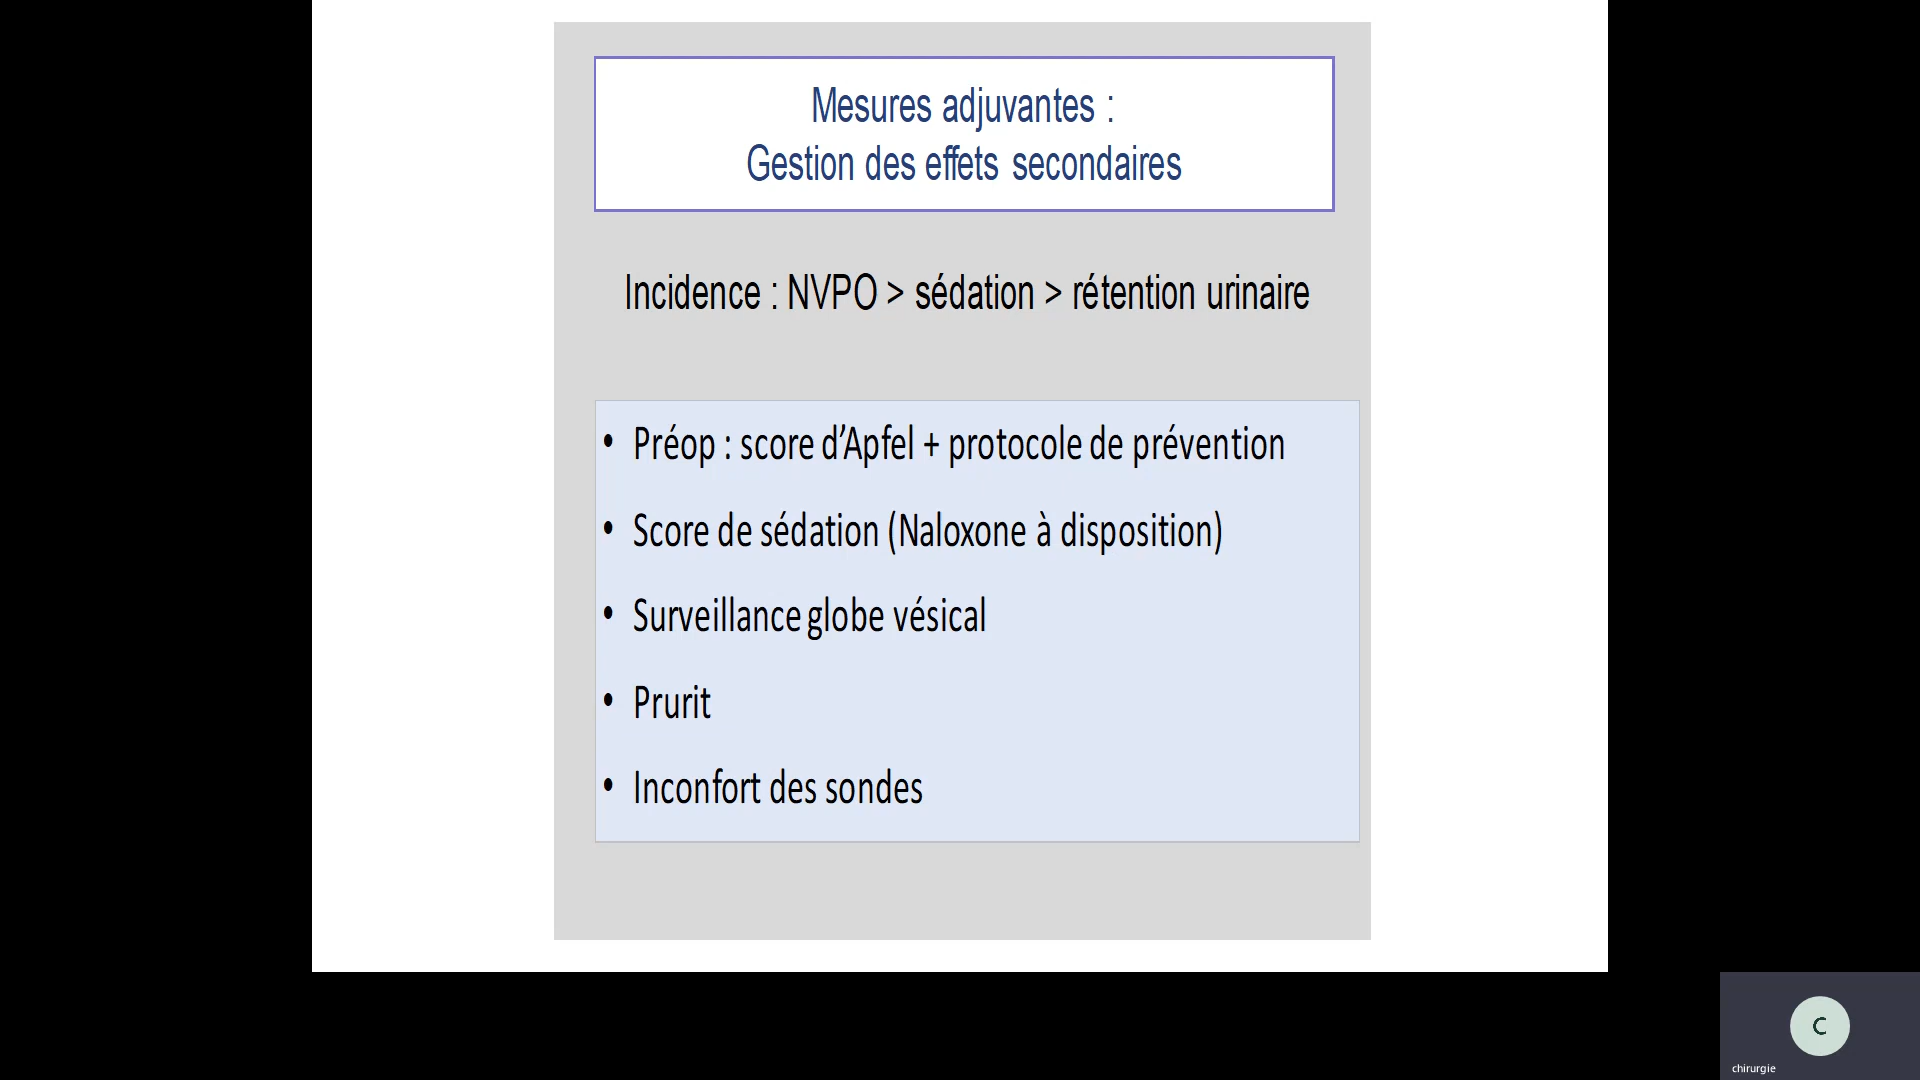 Mesures adjuvantes :
Gestion des effets secondaires
Incidence : NVPO > sédation > rétention urinaire
• Préop : score d’Apfel + protocole de prévention
• Score de sédation (Naloxone à disposition)
• Surveillance globe vésical
• Prurit
• Inconfort des sondes
C
chirurgie